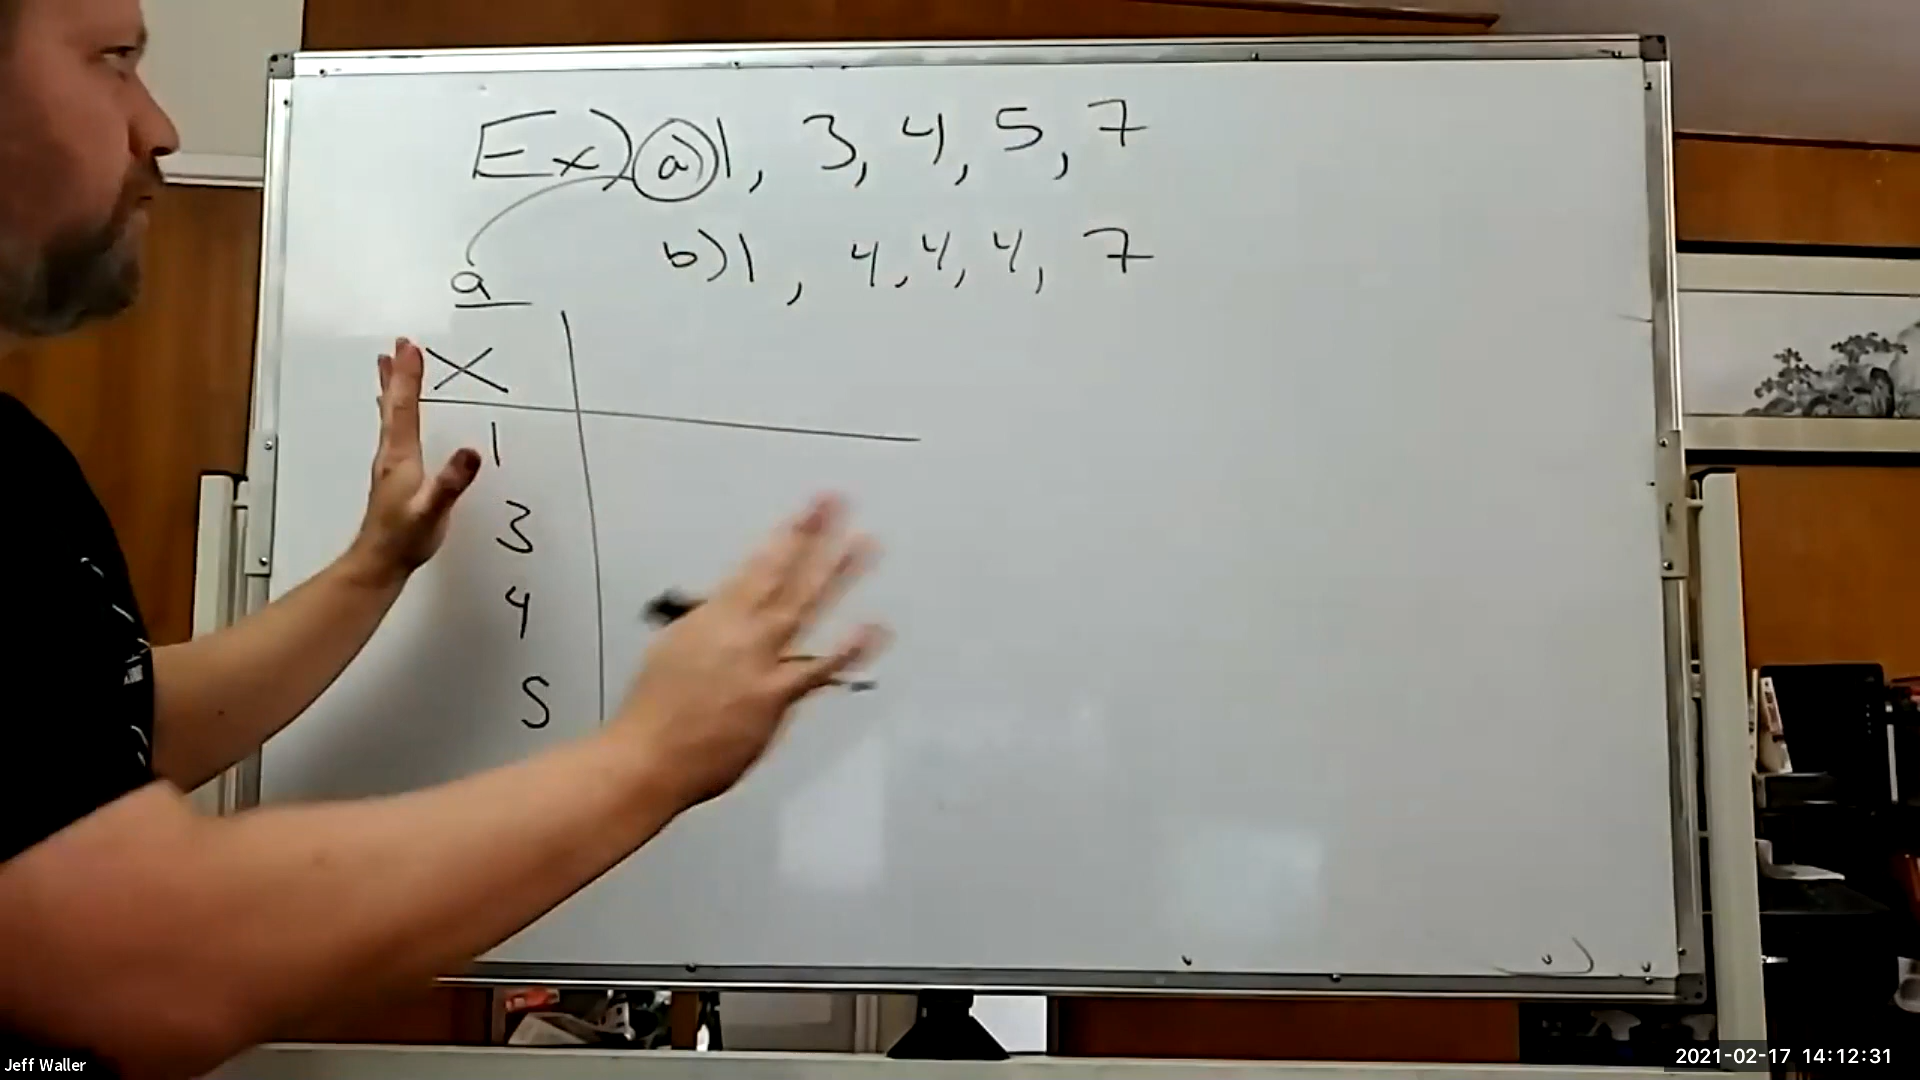 Ex) a) 1, 3, 4, 5, 7
b) 1, 4, 4, 4, 7
a
X
1
3
4
5
Jeff Waller
2021-02-17 14:12:31